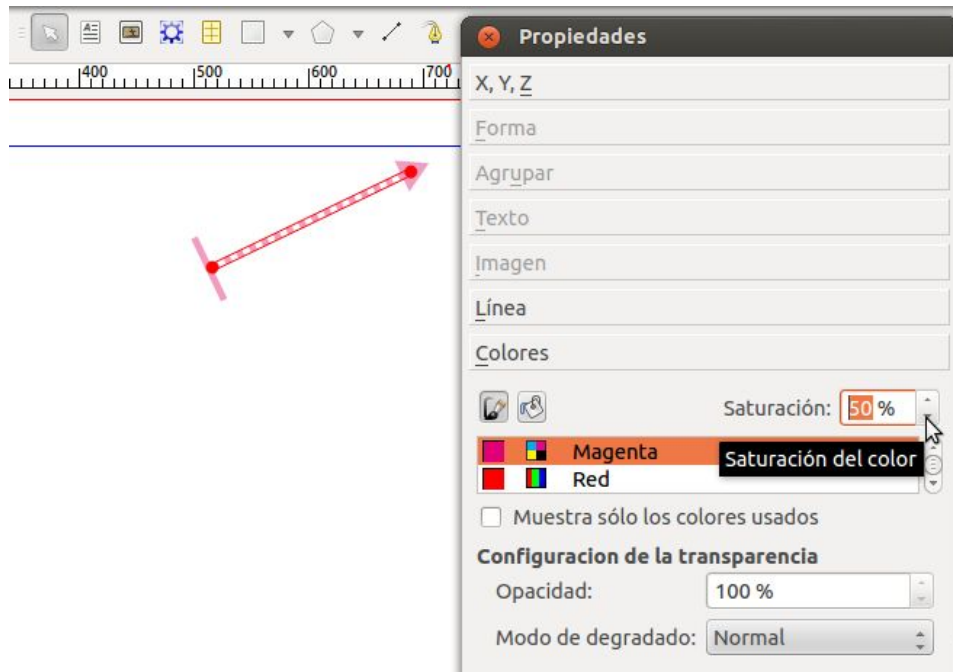 Propiedades
400 500 600 700
X, Y, Z
Forma
Agrupar
Texto
Imagen
Línea
Colores
Saturación: 50 %
Magenta
Saturación del color
Red
Muestra sólo los colores usados
Configuracion de la transparencia
Opacidad: 100 %
Modo de degradado: Normal